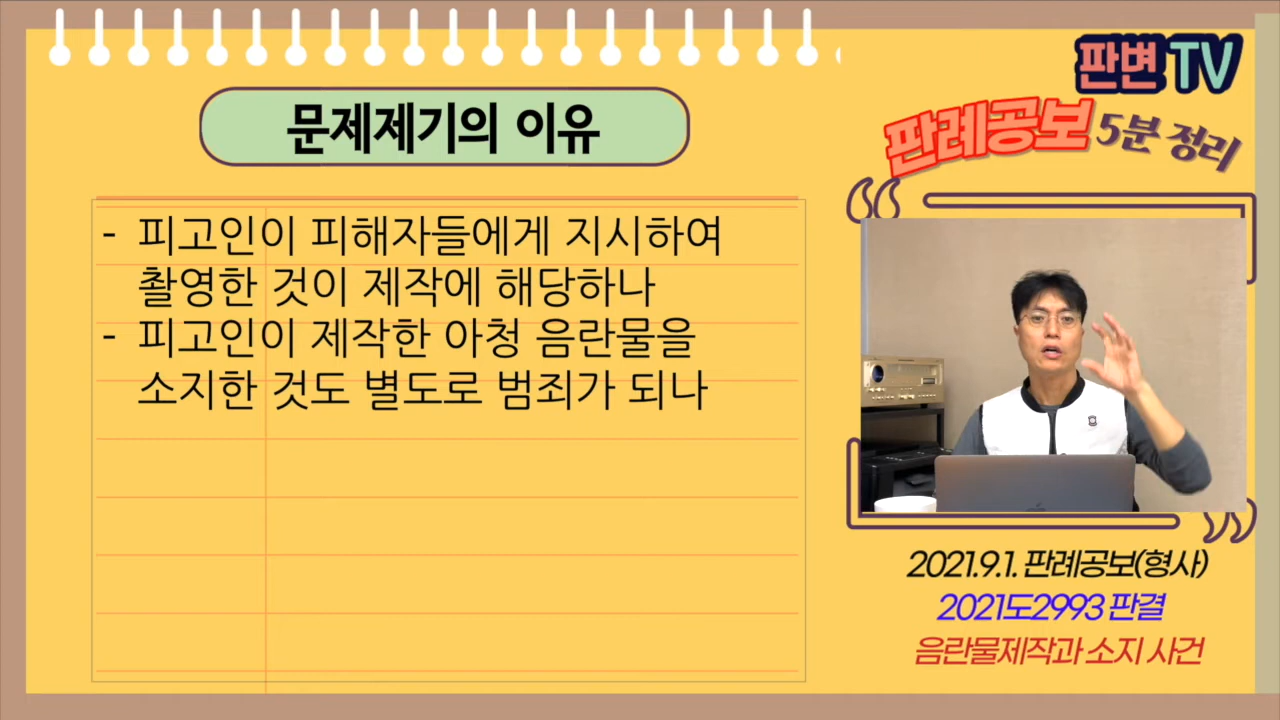 문제제기의 이유
- 피고인이 피해자들에게 지시하여
촬영한 것이 제작에 해당하나
- 피고인이 제작한 아청 음란물을
소지한 것도 별도로 범죄가 되나
판변 TV
판례공보 5분 정리
2021.9.1. 판례공보(형사)
2021도2993 판결
음란물제작과 소지 사건